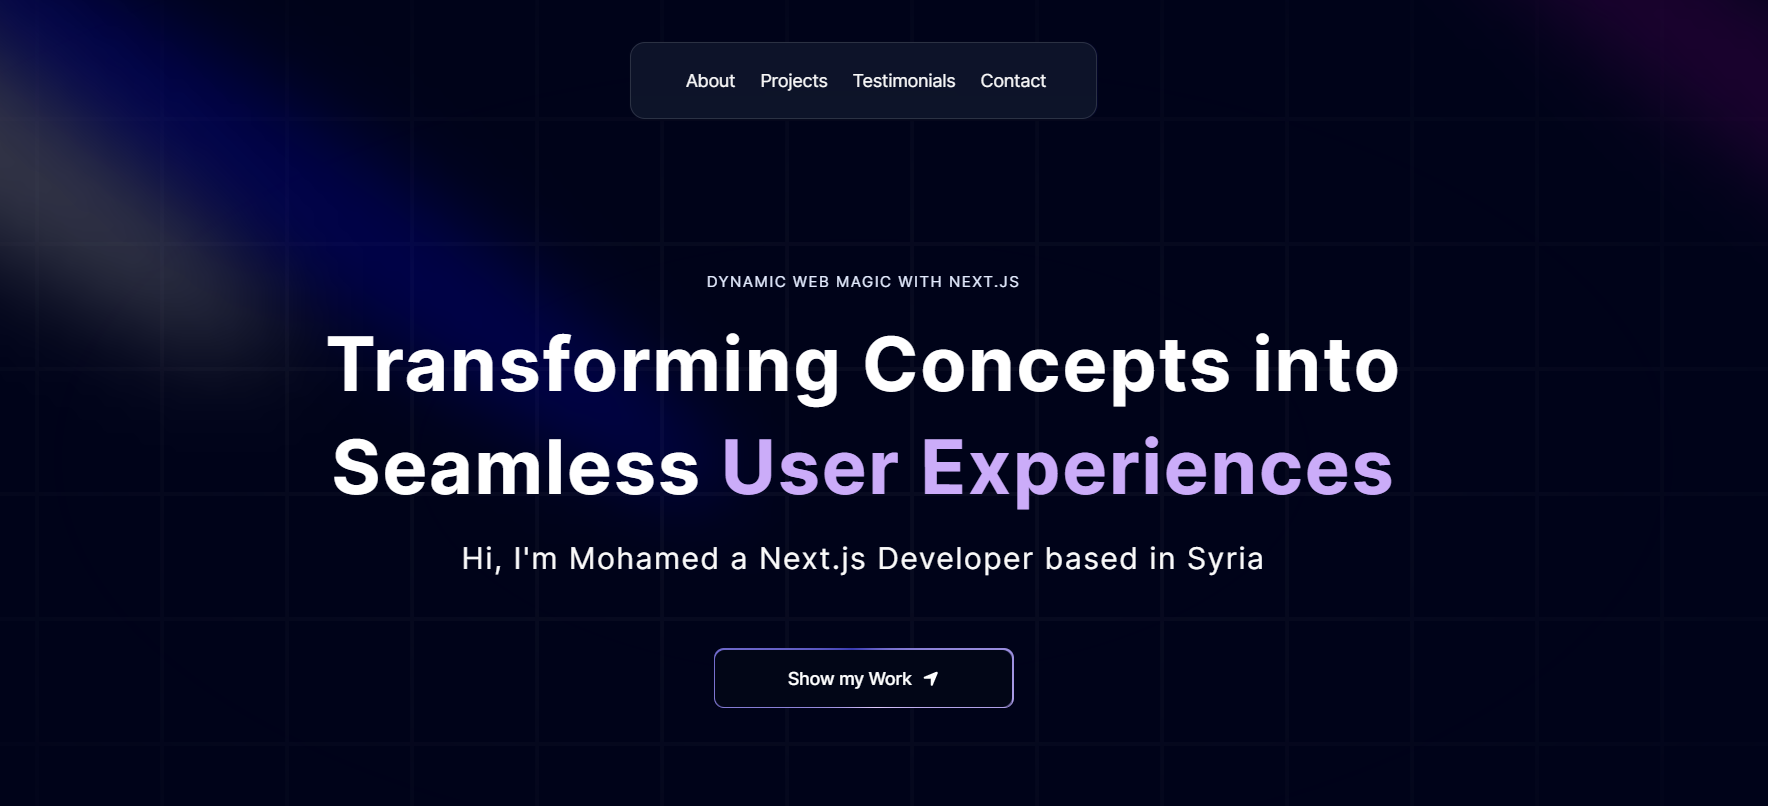 About Projects Testimonials Contact
DYNAMIC WEB MAGIC WITH NEXT.JS
Transforming Concepts into
Seamless User Experiences
Hi, I'm Mohamed a Next.js Developer based in Syria
Show my Work